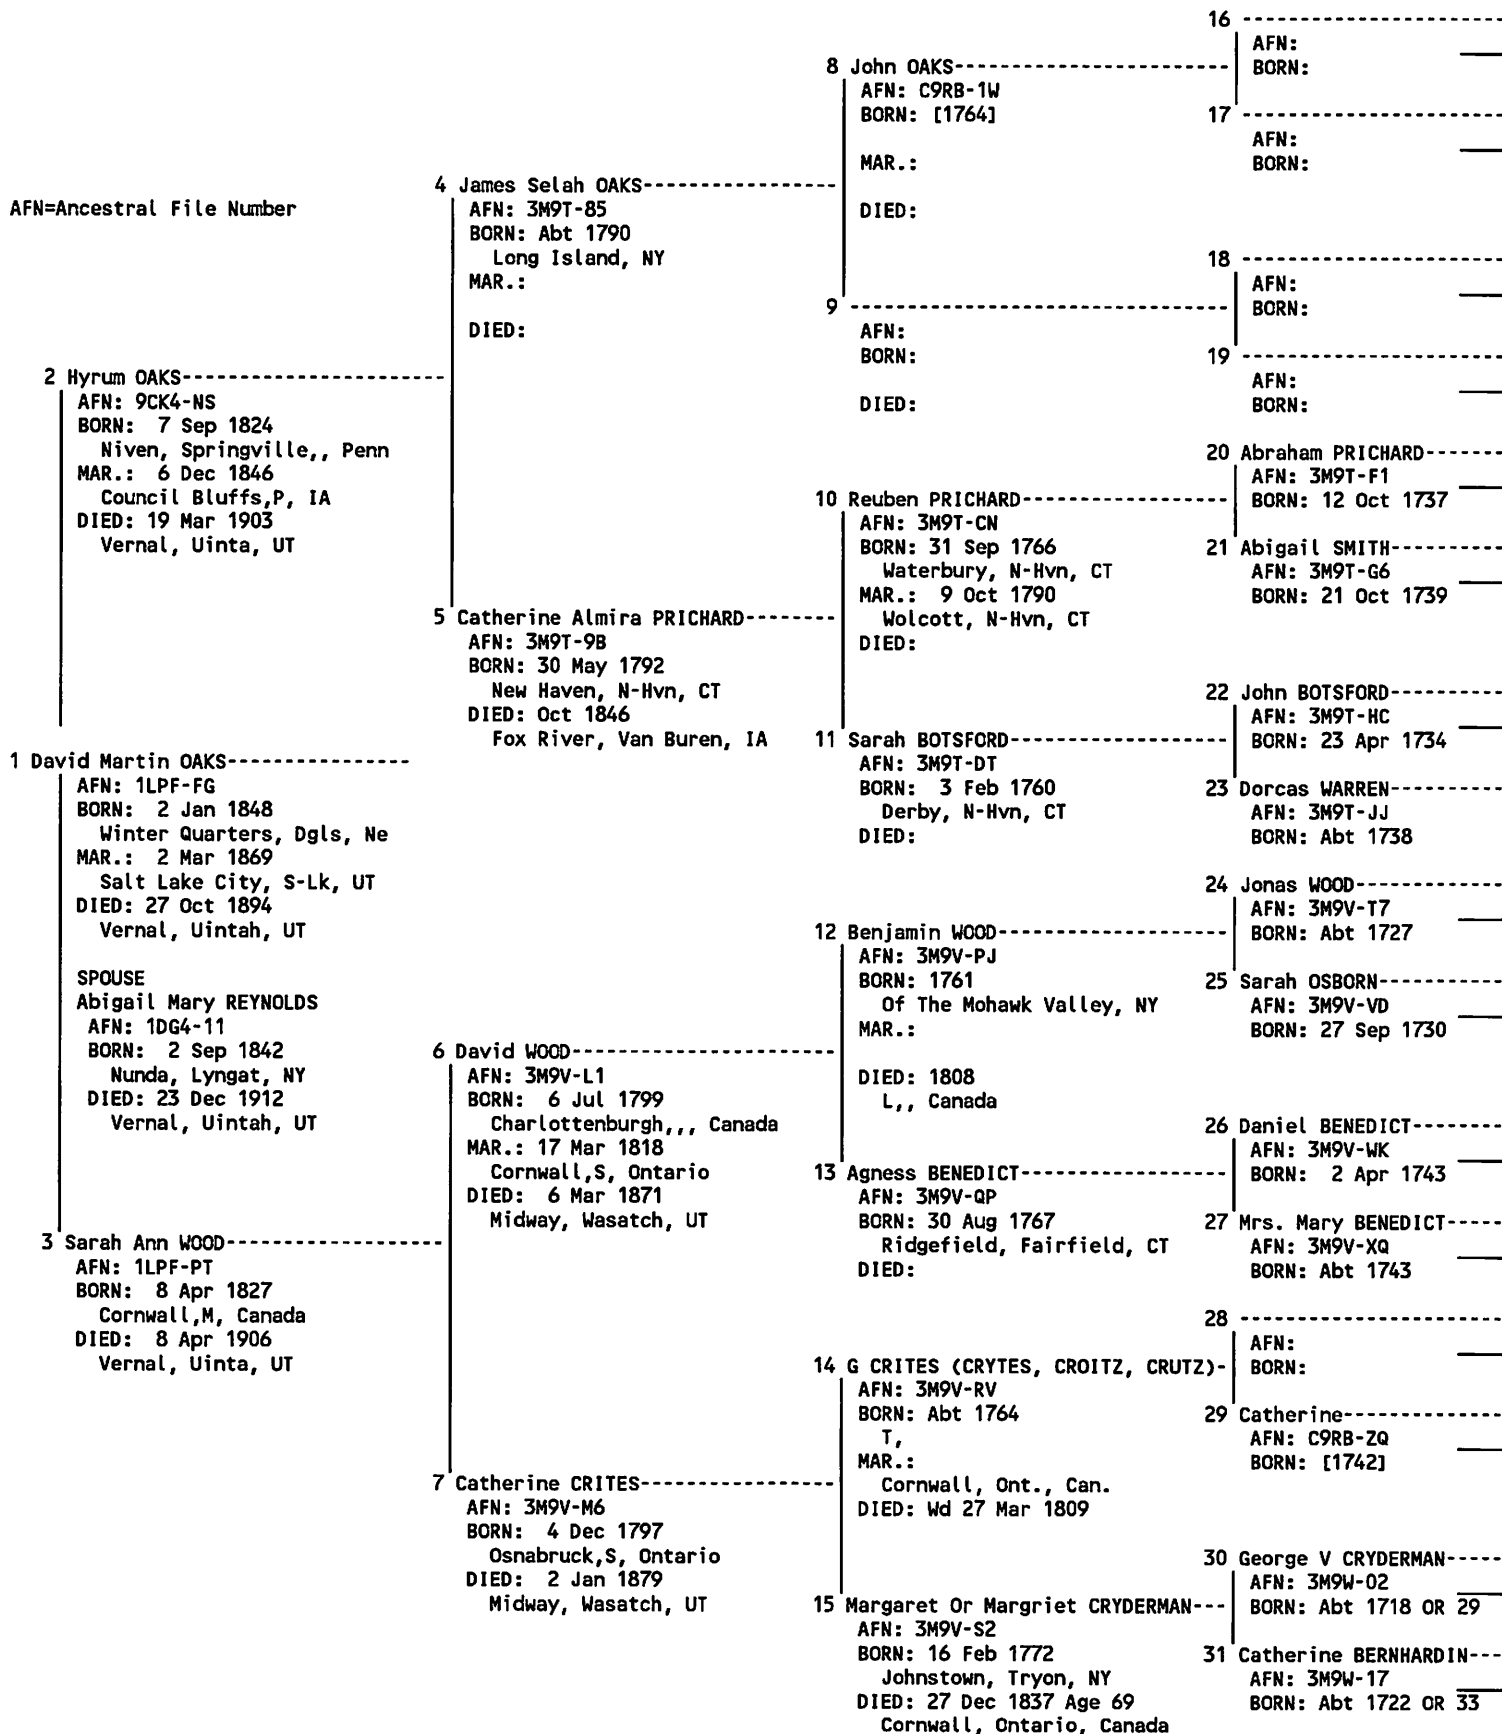 AFN=Ancestral File Number
1 David Martin OAKS
AFN: 1LPF-FG
BORN: 2 Jan 1848
Winter Quarters, Dgls, Ne
MAR.: 2 Mar 1869
Salt Lake City, S-Lk, UT
DIED: 27 Oct 1894
Vernal, Uintah, UT
SPOUSE
Abigail Mary REYNOLDS
AFN: 1DG4-11
BORN: 2 Sep 1842
Nunda, Lyngat, NY
DIED: 23 Dec 1912
Vernal, Uintah, UT
2 Hyrum OAKS
AFN: 9CK4-NS
BORN: 7 Sep 1824
Niven, Springville,, Penn
MAR.: 6 Dec 1846
Council Bluffs,P, IA
DIED: 19 Mar 1903
Vernal, Uinta, UT
3 Sarah Ann WOOD
AFN: 1LPF-PT
BORN: 8 Apr 1827
Cornwall,M, Canada
DIED: 8 Apr 1906
Vernal, Uinta, UT
4 James Selah OAKS
AFN: 3M9T-85
BORN: Abt 1790
Long Island, NY
MAR.:
DIED:
5 Catherine Almira PRICHARD
AFN: 3M9T-9B
BORN: 30 May 1792
New Haven, N-Hvn, CT
DIED: Oct 1846
Fox River, Van Buren, IA
6 David WOOD
AFN: 3M9V-L1
BORN: 6 Jul 1799
Charlottenburgh,,, Canada
MAR.: 17 Mar 1818
Cornwall,S, Ontario
DIED: 6 Mar 1871
Midway, Wasatch, UT
7 Catherine CRITES
AFN: 3M9V-M6
BORN: 4 Dec 1797
Osnabruck,S, Ontario
DIED: 2 Jan 1879
Midway, Wasatch, UT
8 John OAKS
AFN: C9RB-1W
BORN: [1764]
MAR.:
DIED:
9
AFN:
BORN:
DIED:
10 Reuben PRICHARD
AFN: 3M9T-CN
BORN: 31 Sep 1766
Waterbury, N-Hvn, CT
MAR.: 9 Oct 1790
Wolcott, N-Hvn, CT
DIED:
11 Sarah BOTSFORD
AFN: 3M9T-DT
BORN: 3 Feb 1760
Derby, N-Hvn, CT
DIED:
12 Benjamin WOOD
AFN: 3M9V-PJ
BORN: 1761
Of The Mohawk Valley, NY
MAR.:
DIED: 1808
L,, Canada
13 Agness BENEDICT
AFN: 3M9V-QP
BORN: 30 Aug 1767
Ridgefield, Fairfield, CT
DIED:
14 G CRITES (CRYTES, CROITZ, CRUTZ)-
AFN: 3M9V-RV
BORN: Abt 1764
T,
MAR.:
Cornwall, Ont., Can.
DIED: Wd 27 Mar 1809
15 Margaret Or Margriet CRYDERMAN
AFN: 3M9V-S2
BORN: 16 Feb 1772
Johnstown, Tryon, NY
DIED: 27 Dec 1837 Age 69
Cornwall, Ontario, Canada
16
AFN:
BORN:
17
AFN:
BORN:
18
AFN:
BORN:
19
AFN:
BORN:
20 Abraham PRICHARD
AFN: 3M9T-F1
BORN: 12 Oct 1737
21 Abigail SMITH
AFN: 3M9T-G6
BORN: 21 Oct 1739
22 John BOTSFORD
AFN: 3M9T-HC
BORN: 23 Apr 1734
23 Dorcas WARREN
AFN: 3M9T-JJ
BORN: Abt 1738
24 Jonas WOOD
AFN: 3M9V-T7
BORN: Abt 1727
25 Sarah OSBORN
AFN: 3M9V-VD
BORN: 27 Sep 1730
26 Daniel BENEDICT
AFN: 3M9V-WK
BORN: 2 Apr 1743
27 Mrs. Mary BENEDICT
AFN: 3M9V-XQ
BORN: Abt 1743
28
AFN:
BORN:
29 Catherine
AFN: C9RB-ZQ
BORN: [1742]
30 George V CRYDERMAN
AFN: 3M9W-02
BORN: Abt 1718 OR 29
31 Catherine BERNHARDIN
AFN: 3M9W-17
BORN: Abt 1722 OR 33